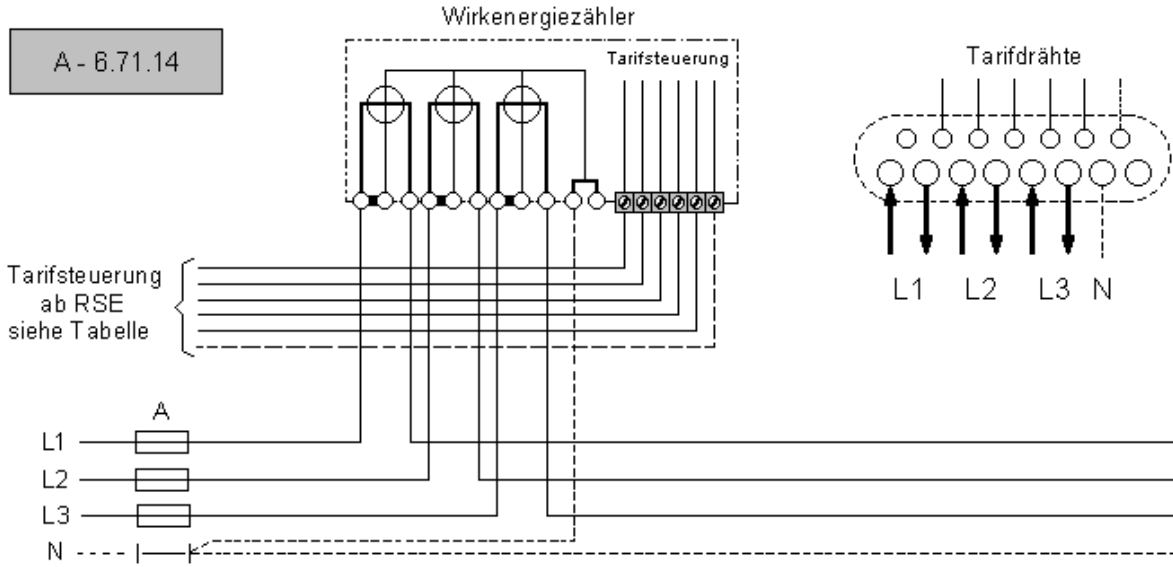 Wirkenergiezähler
A - 6.71.14
Tarifsteuerung
Tarifdrähte
Tarifsteuerung
ab RSE
siehe Tabelle
L1 L2 L3 N
A
L1
L2
L3
N